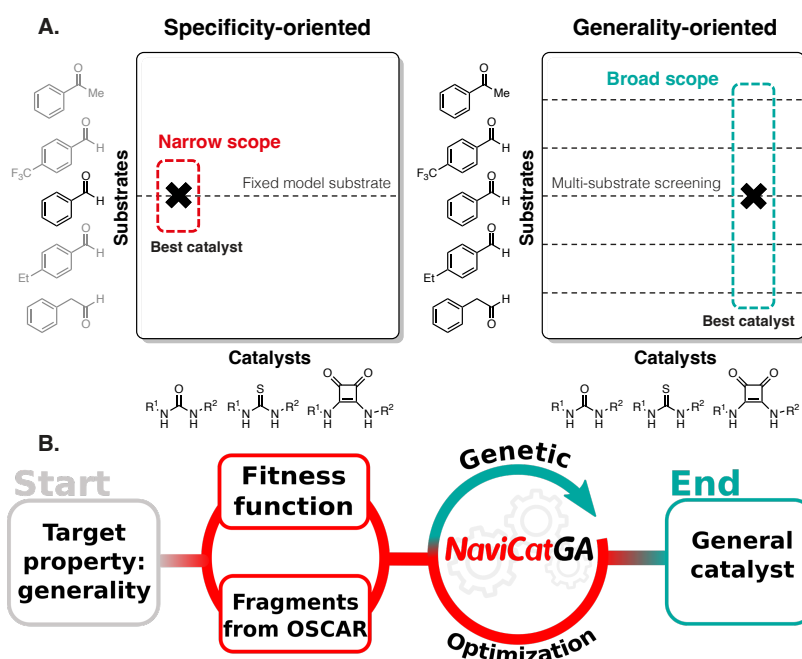 A.
Specificity-oriented
Generality-oriented
O
Me
O
H
F3C
O
H
O
H
Et
H
O
Substrates
Narrow scope
Fixed model substrate
Best catalyst
Catalysts
O
R1 N H N H R2
S
R1 N H N H R2
O O
R1 N H N H R2
O
Me
O
H
F3C
O
H
O
H
Et
H
O
Substrates
Broad scope
Multi-substrate screening
Best catalyst
Catalysts
O
R1 N H N H R2
S
R1 N H N H R2
O O
R1 N H N H R2
B.
Start
Target
property:
generality
Fitness
function
Fragments
from OSCAR
Genetic
NaviCatGA
Optimization
End
General
catalyst